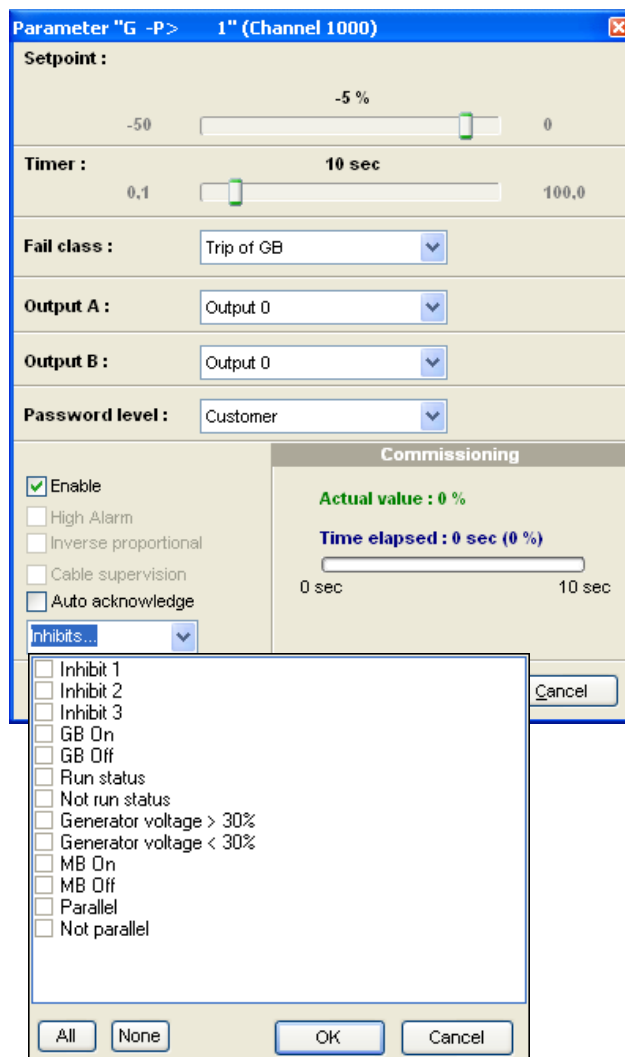 Parameter "G -P> 1" (Channel 1000)
Setpoint :
-5 %
-50 0
Timer : 10 sec
0,1 100,0
Fail class : Trip of GB
Output A : Output 0
Output B : Output 0
Password level : Customer
Commissioning
Enable
High Alarm
Inverse proportional
Cable supervision
Auto acknowledge
Inhibits...
Actual value : 0 %
Time elapsed : 0 sec (0 %)
0 sec 10 sec
Cancel
Inhibit 1
Inhibit 2
Inhibit 3
GB On
GB Off
Run status
Not run status
Generator voltage > 30%
Generator voltage < 30%
MB On
MB Off
Parallel
Not parallel
All None OK Cancel